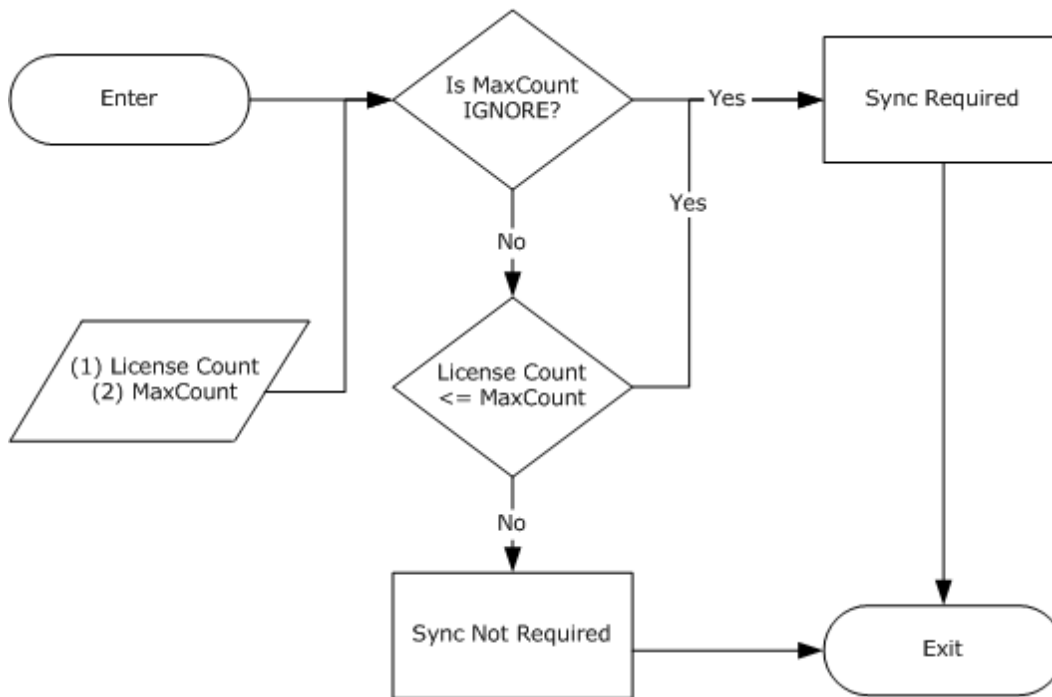 Enter
Is MaxCount
IGNORE?
Yes
Sync Required
Yes
No
(1) License Count
(2) MaxCount
License Count
<= MaxCount
No
Sync Not Required
Exit